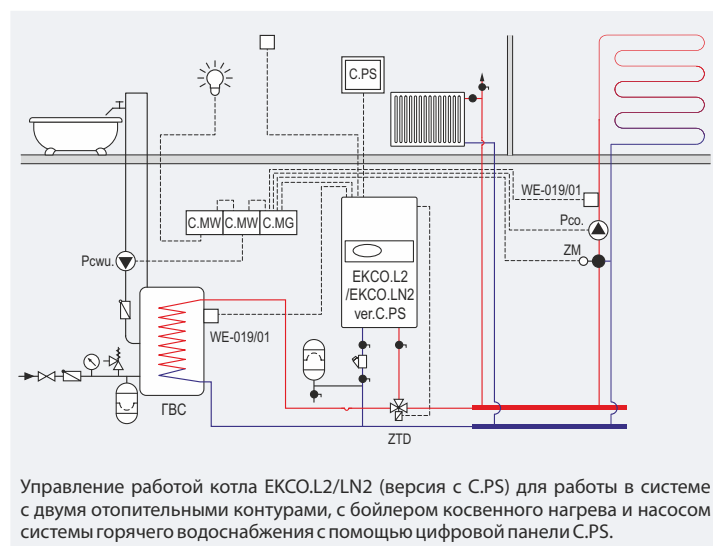 C.PS
WE-019/01
C.MW C.MW C.MG
Pco.
ZM
Pcwu.
EKCO.L2
/EKCO.LN2
ver.C.PS
WE-019/01
ГВС
ZTD
Управление работой котла EKCO.L2/LN2 (версия с C.PS) для работы в системе
с двумя отопительными контурами, с бойлером косвенного нагрева и насосом
системы горячего водоснабжения с помощью цифровой панели C.PS.